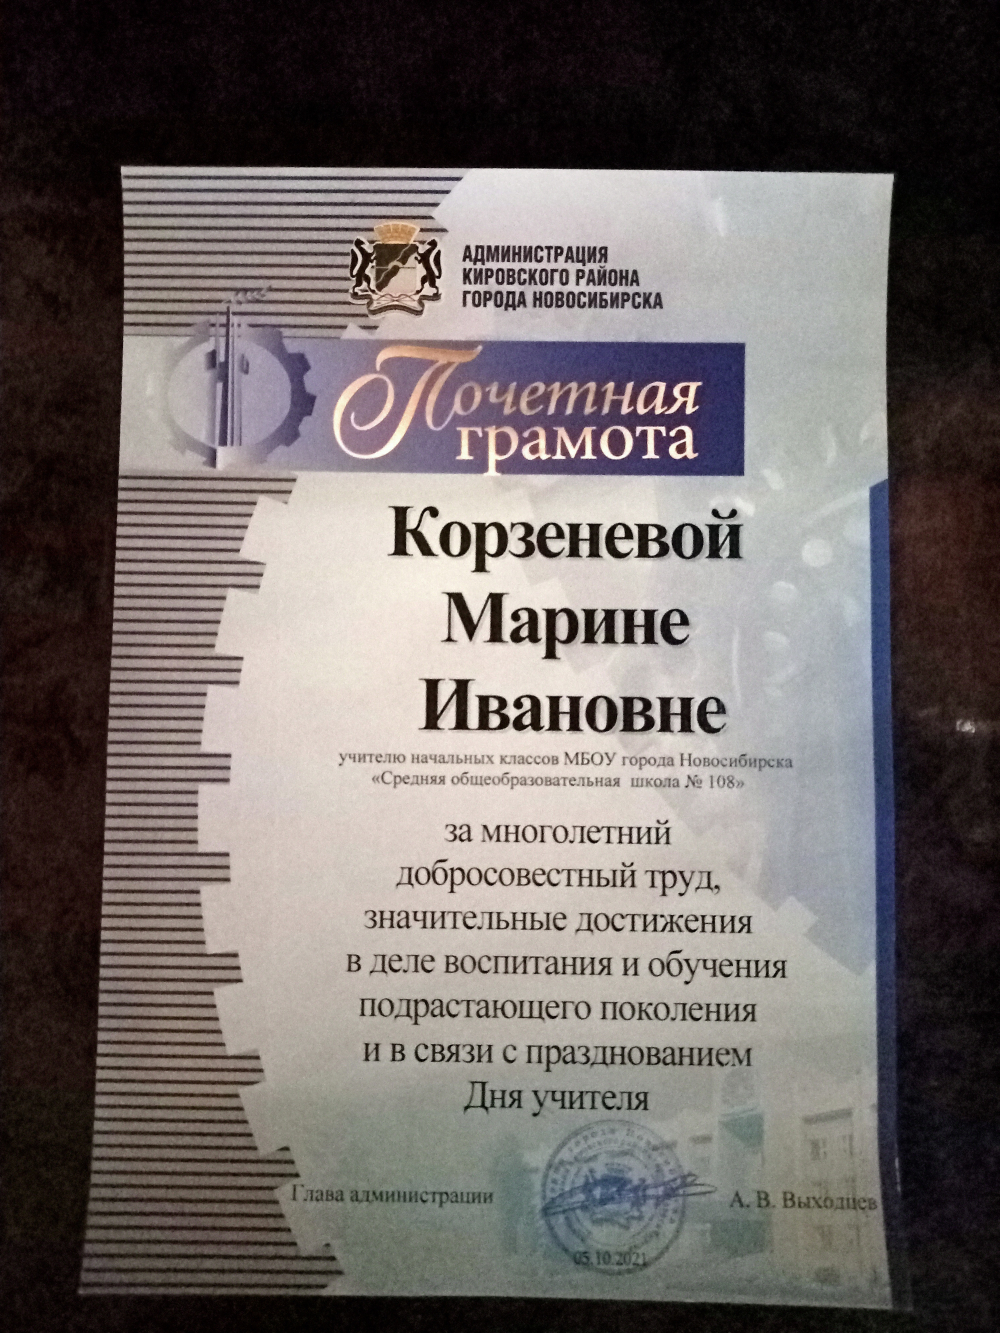 АДМИНИСТРАЦИЯ
КИРОВСКОГО РАЙОНА
ГОРОДА НОВОСИБИРСКА
Почетная
грамота
Корзеневой
Марине
Ивановне
учителю начальных классов МБОУ города Новосибирска
«Средняя общеобразовательная школа № 108»
за многолетний
добросовестный труд,
значительные достижения
в деле воспитания и обучения
подрастающего поколения
и в связи с празднованием
Дня учителя
Глава администрации
А. В. Выходцев
05.10.2021